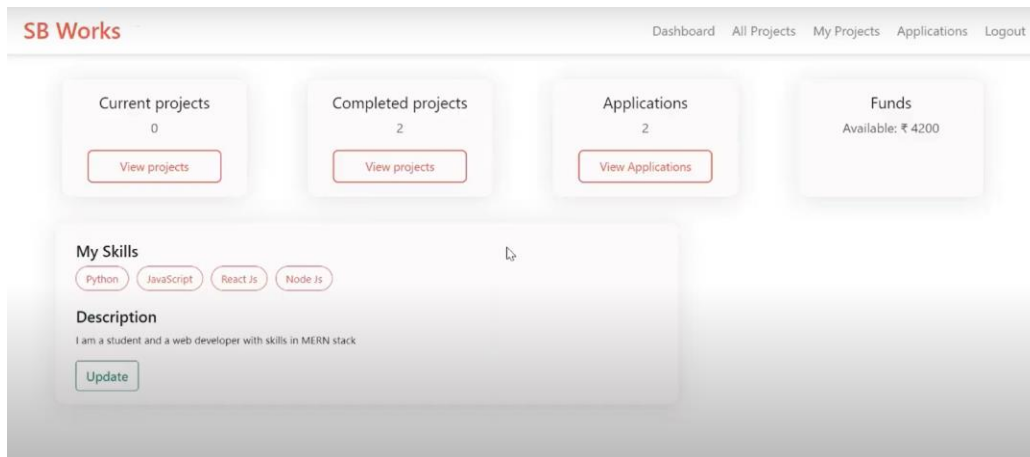 SB Works
Dashboard All Projects My Projects Applications Logout
Current projects
0
View projects
Completed projects
2
View projects
Applications
2
View Applications
Funds
Available: ₹ 4200
My Skills
Python JavaScript React Js Node Js
Description
I am a student and a web developer with skills in MERN stack
Update